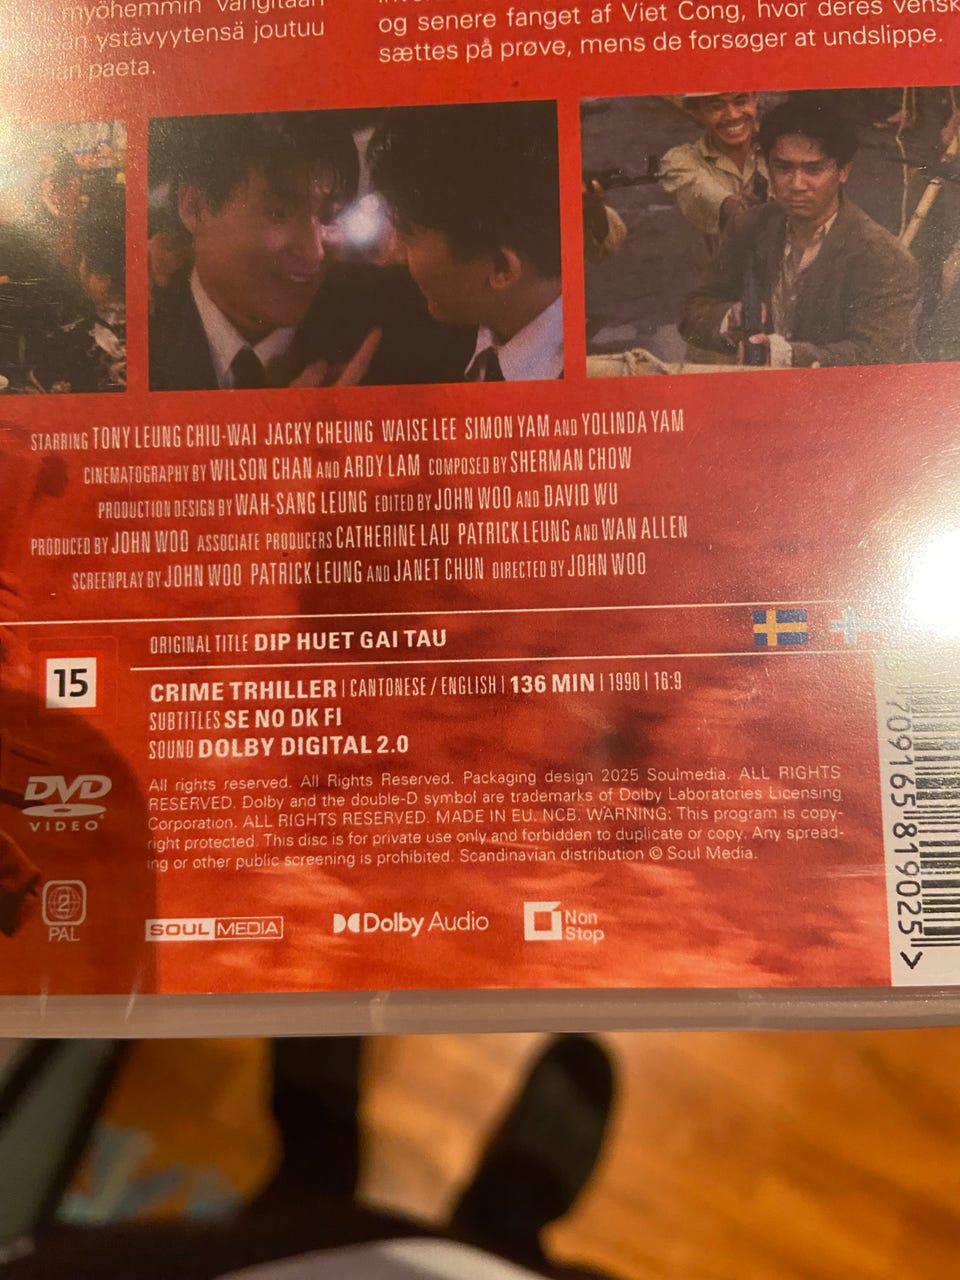 myöhemmin vangitaan
ystävyytensä joutuu
paeta.
og senere fanget af Viet Cong, hvor deres vensk
sættes på prøve, mens de forsøger at undslippe.
STARRING TONY LEUNG CHIU-WAI JACKY CHEUNG WAISE LEE SIMON YAM AND YOLINDA YAM
CINEMATOGRAPHY BY WILSON CHAN AND ARDY LAM COMPOSED BY SHERMAN CHOW
PRODUCTION DESIGN BY WAH-SANG LEUNG EDITED BY JOHN WOO AND DAVID WU
PRODUCED BY JOHN WOO ASSOCIATE PRODUCERS CATHERINE LAU PATRICK LEUNG AND WAN ALLEN
SCREENPLAY BY JOHN WOO PATRICK LEUNG AND JANET CHUN DIRECTED BY JOHN WOO
ORIGINAL TITLE DIP HUET GAI TAU
15
CRIME TRHILLER | CANTONESE / ENGLISH | 136 MIN | 1990 | 16:9
SUBTITLES SE NO DK FI
SOUND DOLBY DIGITAL 2.0
All rights reserved. All Rights Reserved. Packaging design 2025 Soulmedia. ALL RIGHTS
RESERVED. Dolby and the double-D symbol are trademarks of Dolby Laboratories Licensing
Corporation. ALL RIGHTS RESERVED. MADE IN EU. NCB. WARNING: This program is copy-
right protected. This disc is for private use only and forbidden to duplicate or copy. Any spread-
ing or other public screening is prohibited. Scandinavian distribution © Soul Media.
DVD
VIDEO
2
PAL
SOUL MEDIA
Dolby Audio
Non
Stop
709165819025>